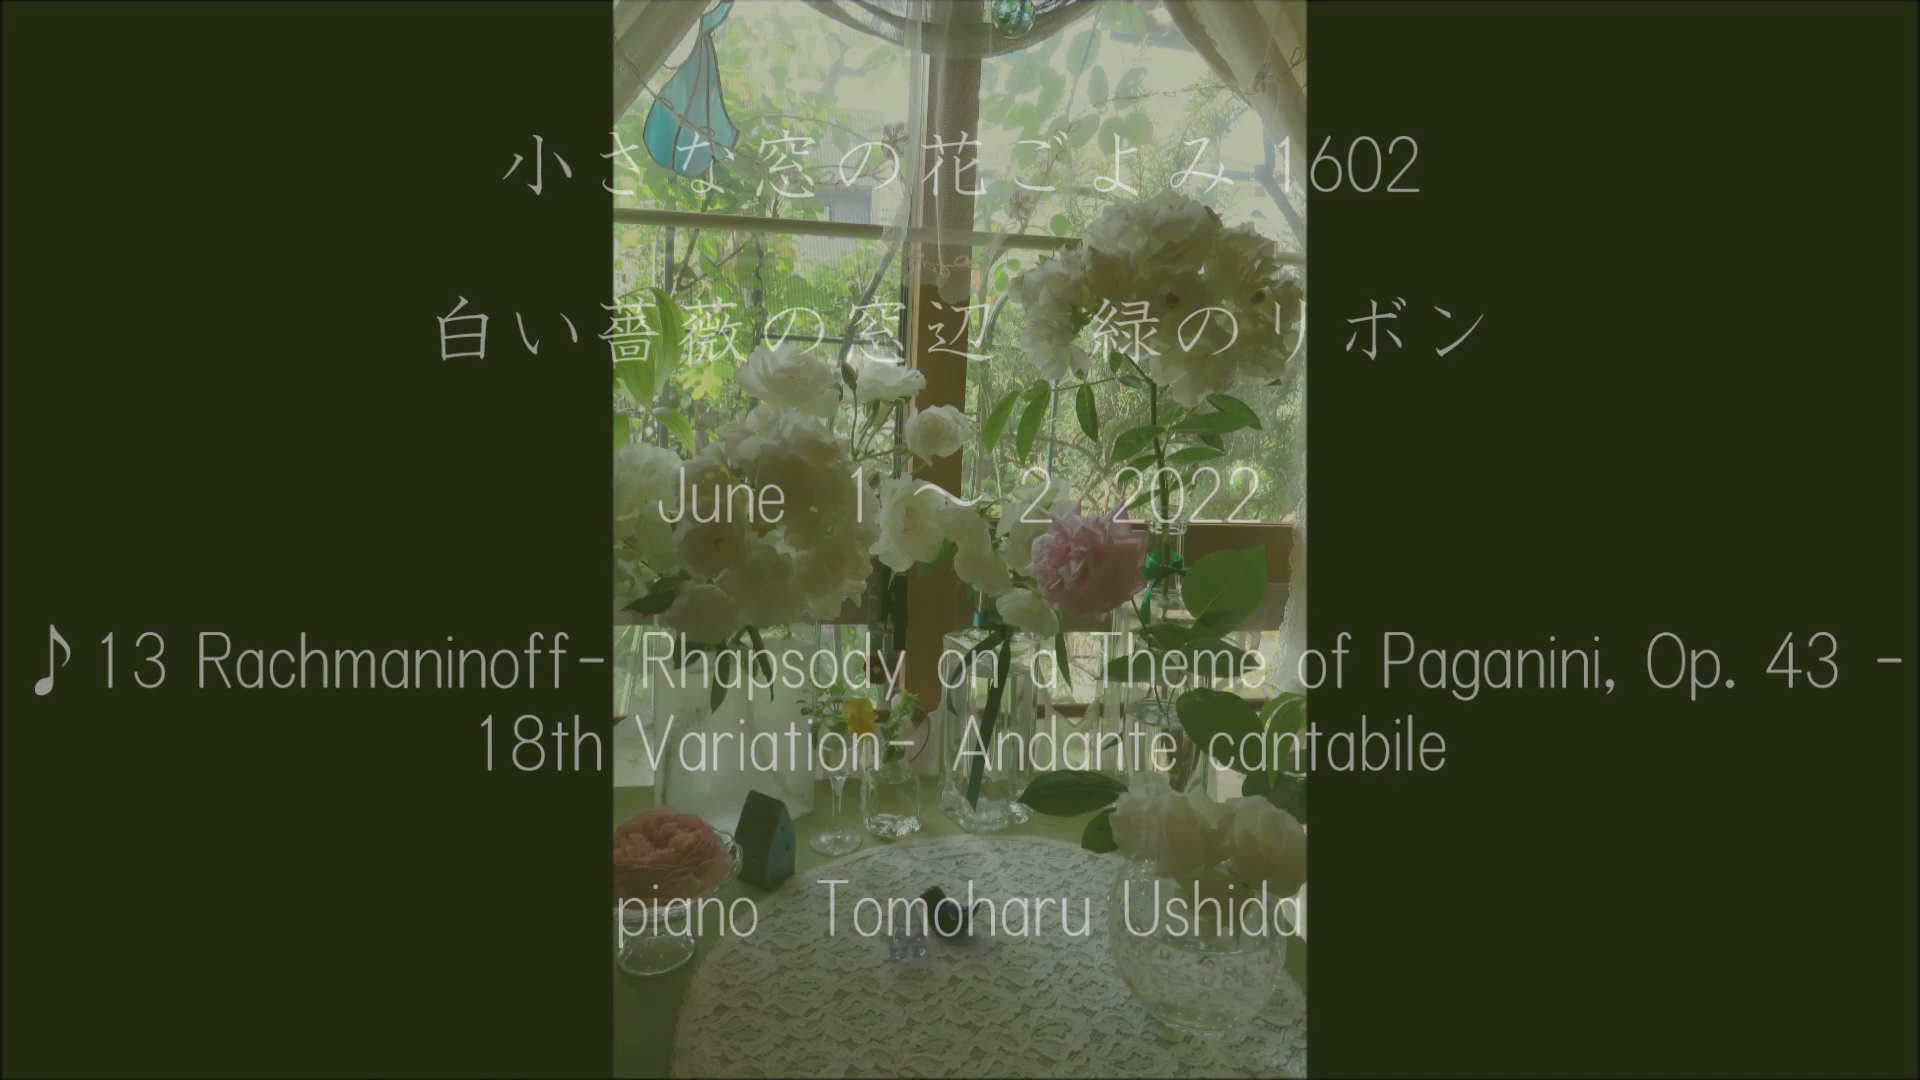 小さな窓の花ごよみ 1602
白い薔薇の窓辺 緑のリボン
June 1 ～ 2 2022
♪13 Rachmaninoff- Rhapsody on a Theme of Paganini, Op. 43 -
18th Variation- Andante cantabile
piano Tomoharu Ushida